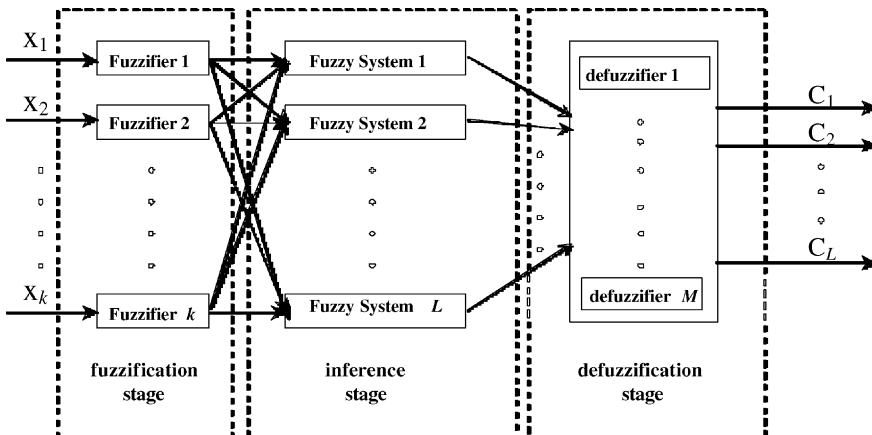 X1
Fuzzifier 1
Fuzzy System 1
defuzzifier 1
C1
X2
Fuzzifier 2
Fuzzy System 2
C2
Xk
Fuzzifier k
Fuzzy System L
defuzzifier M
CL
fuzzification
stage
inference
stage
defuzzification
stage